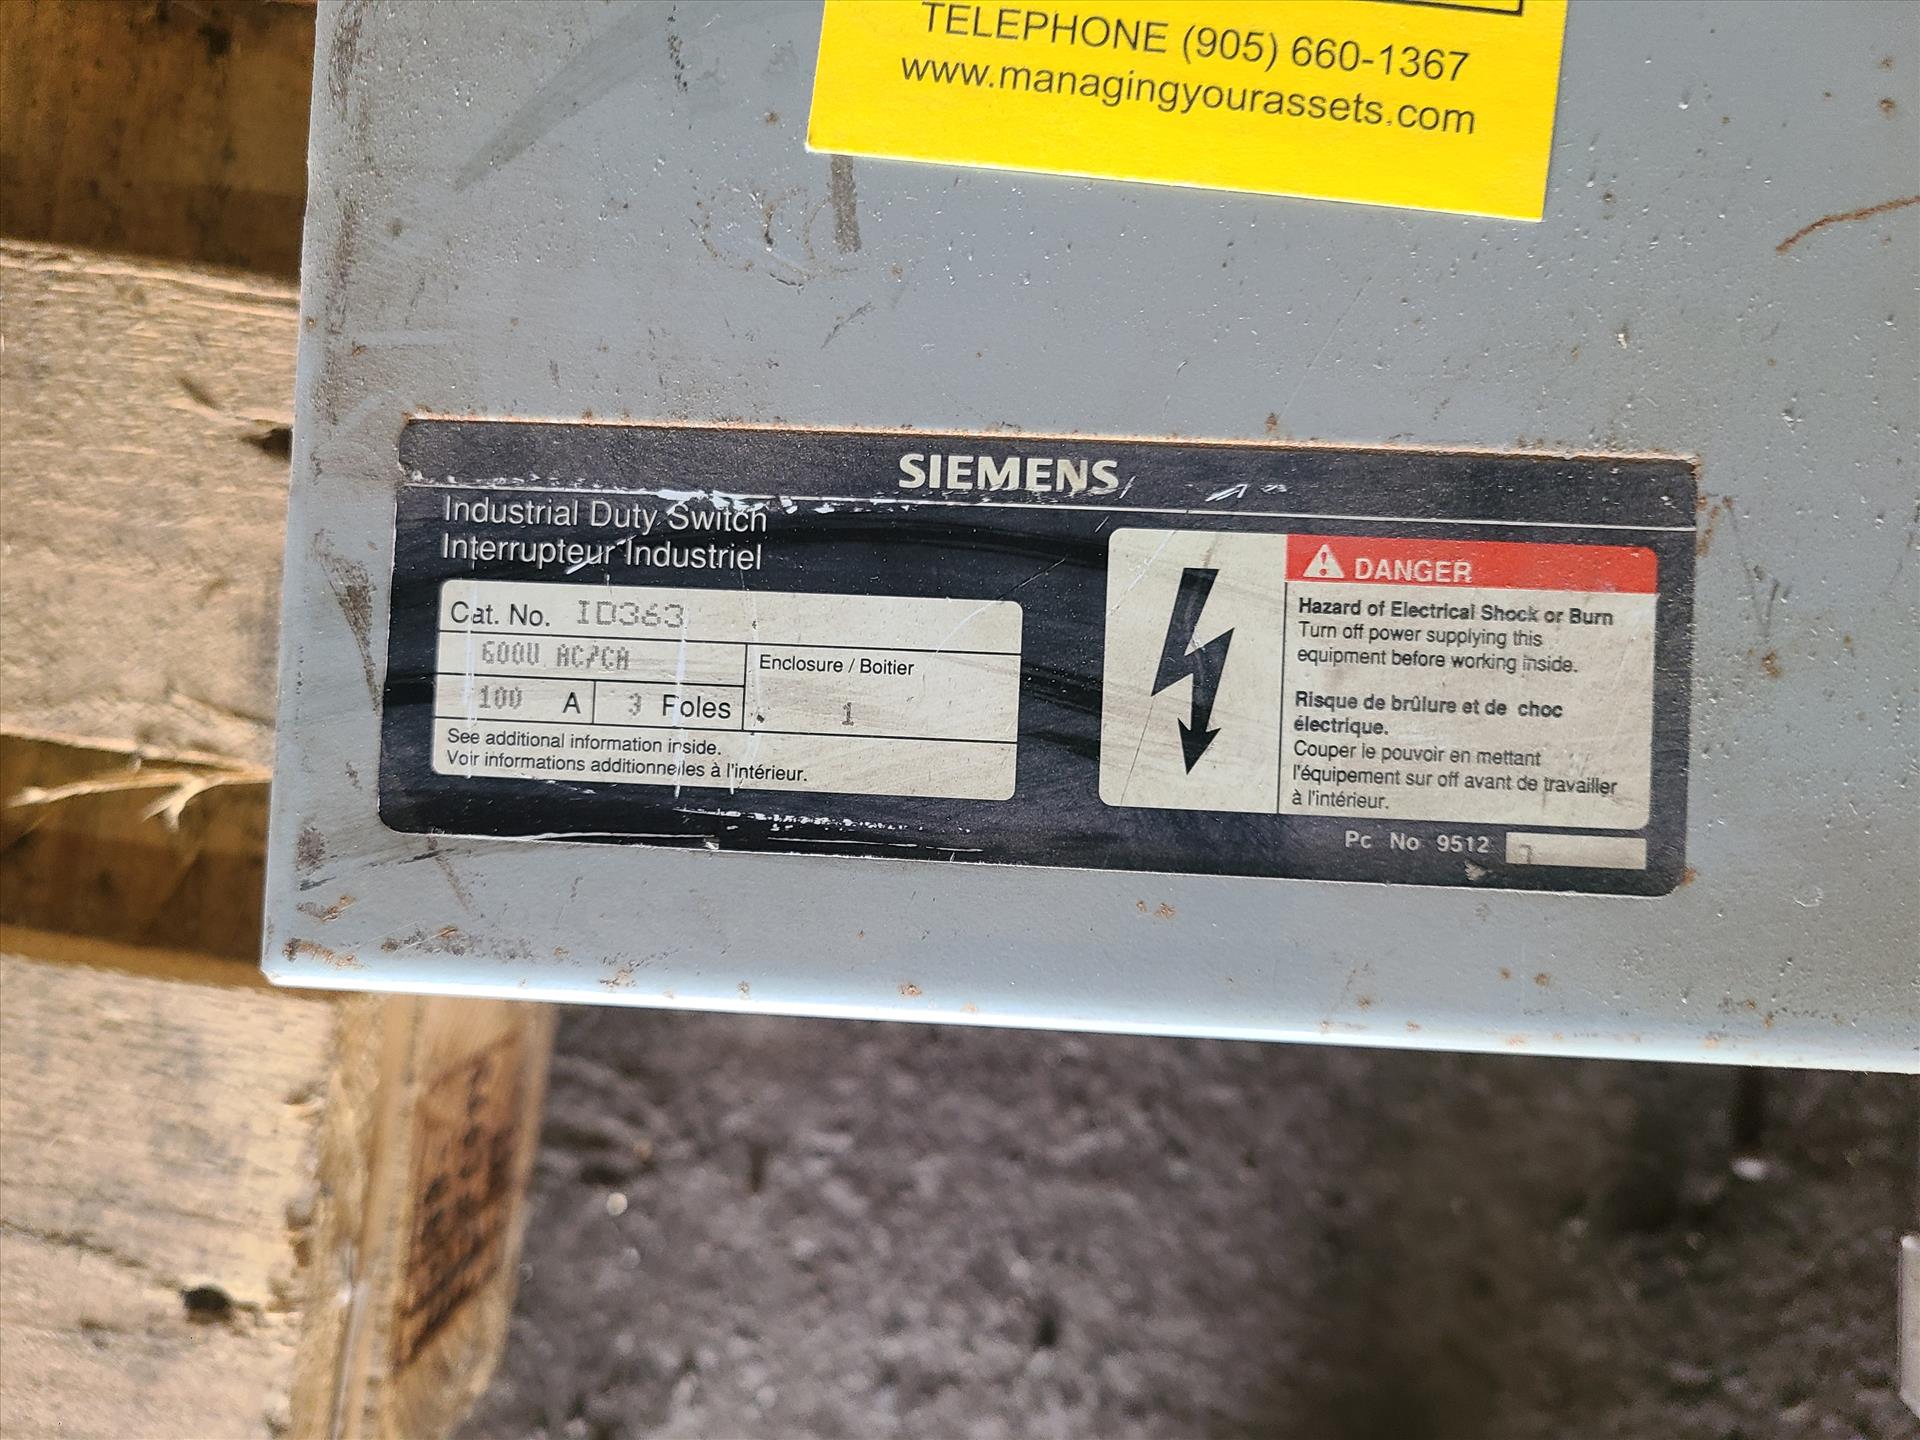 TELEPHONE (905) 660-1367
www.managingyourassets.com
SIEMENS
Industrial Duty Switch
Interrupteur Industriel
Cat. No. ID363
600V AC/CA
100 A 3 Poles
Enclosure / Boitier
1
See additional information inside.
Voir informations additionnelles à l'intérieur.
DANGER
Hazard of Electrical Shock or Burn
Turn off power supplying this
equipment before working inside.
Risque de brûlure et de choc
électrique.
Couper le pouvoir en mettant
l'équipement sur off avant de travailler
à l'intérieur.
Pc No 9512